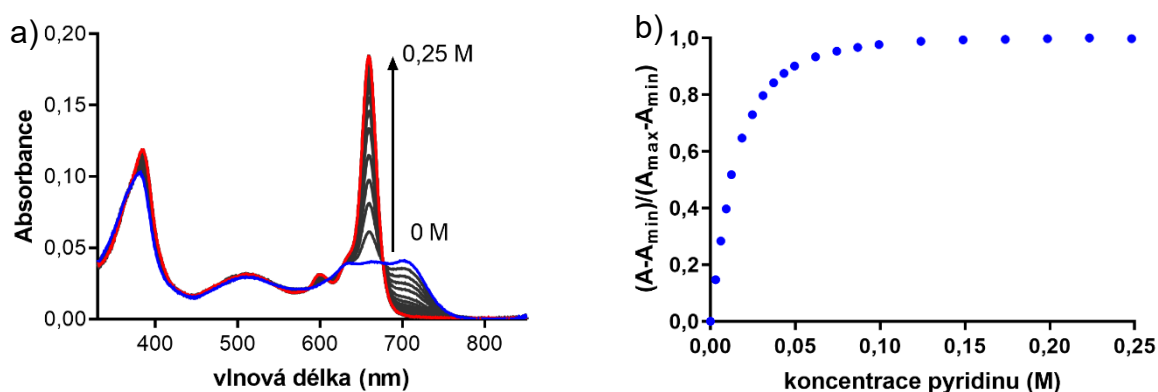 a)
0,20
0,15
0,10
0,05
0,00
Absorbance
0,25 M
0 M
400 500 600 700 800
vlnová délka (nm)
b)
1,0
0,8
0,6
0,4
0,2
0,0
(A-Amin)/(Amax-Amin)
0,00 0,05 0,10 0,15 0,20 0,25
koncentrace pyridinu (M)